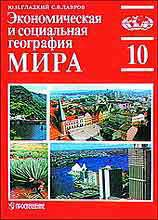 Ю.Н.ГЛАДКИЙ С.Б.ЛАВРОВ
Экономическая
и социальная
география
МИРА
10
ПРОСВЕЩЕНИЕ